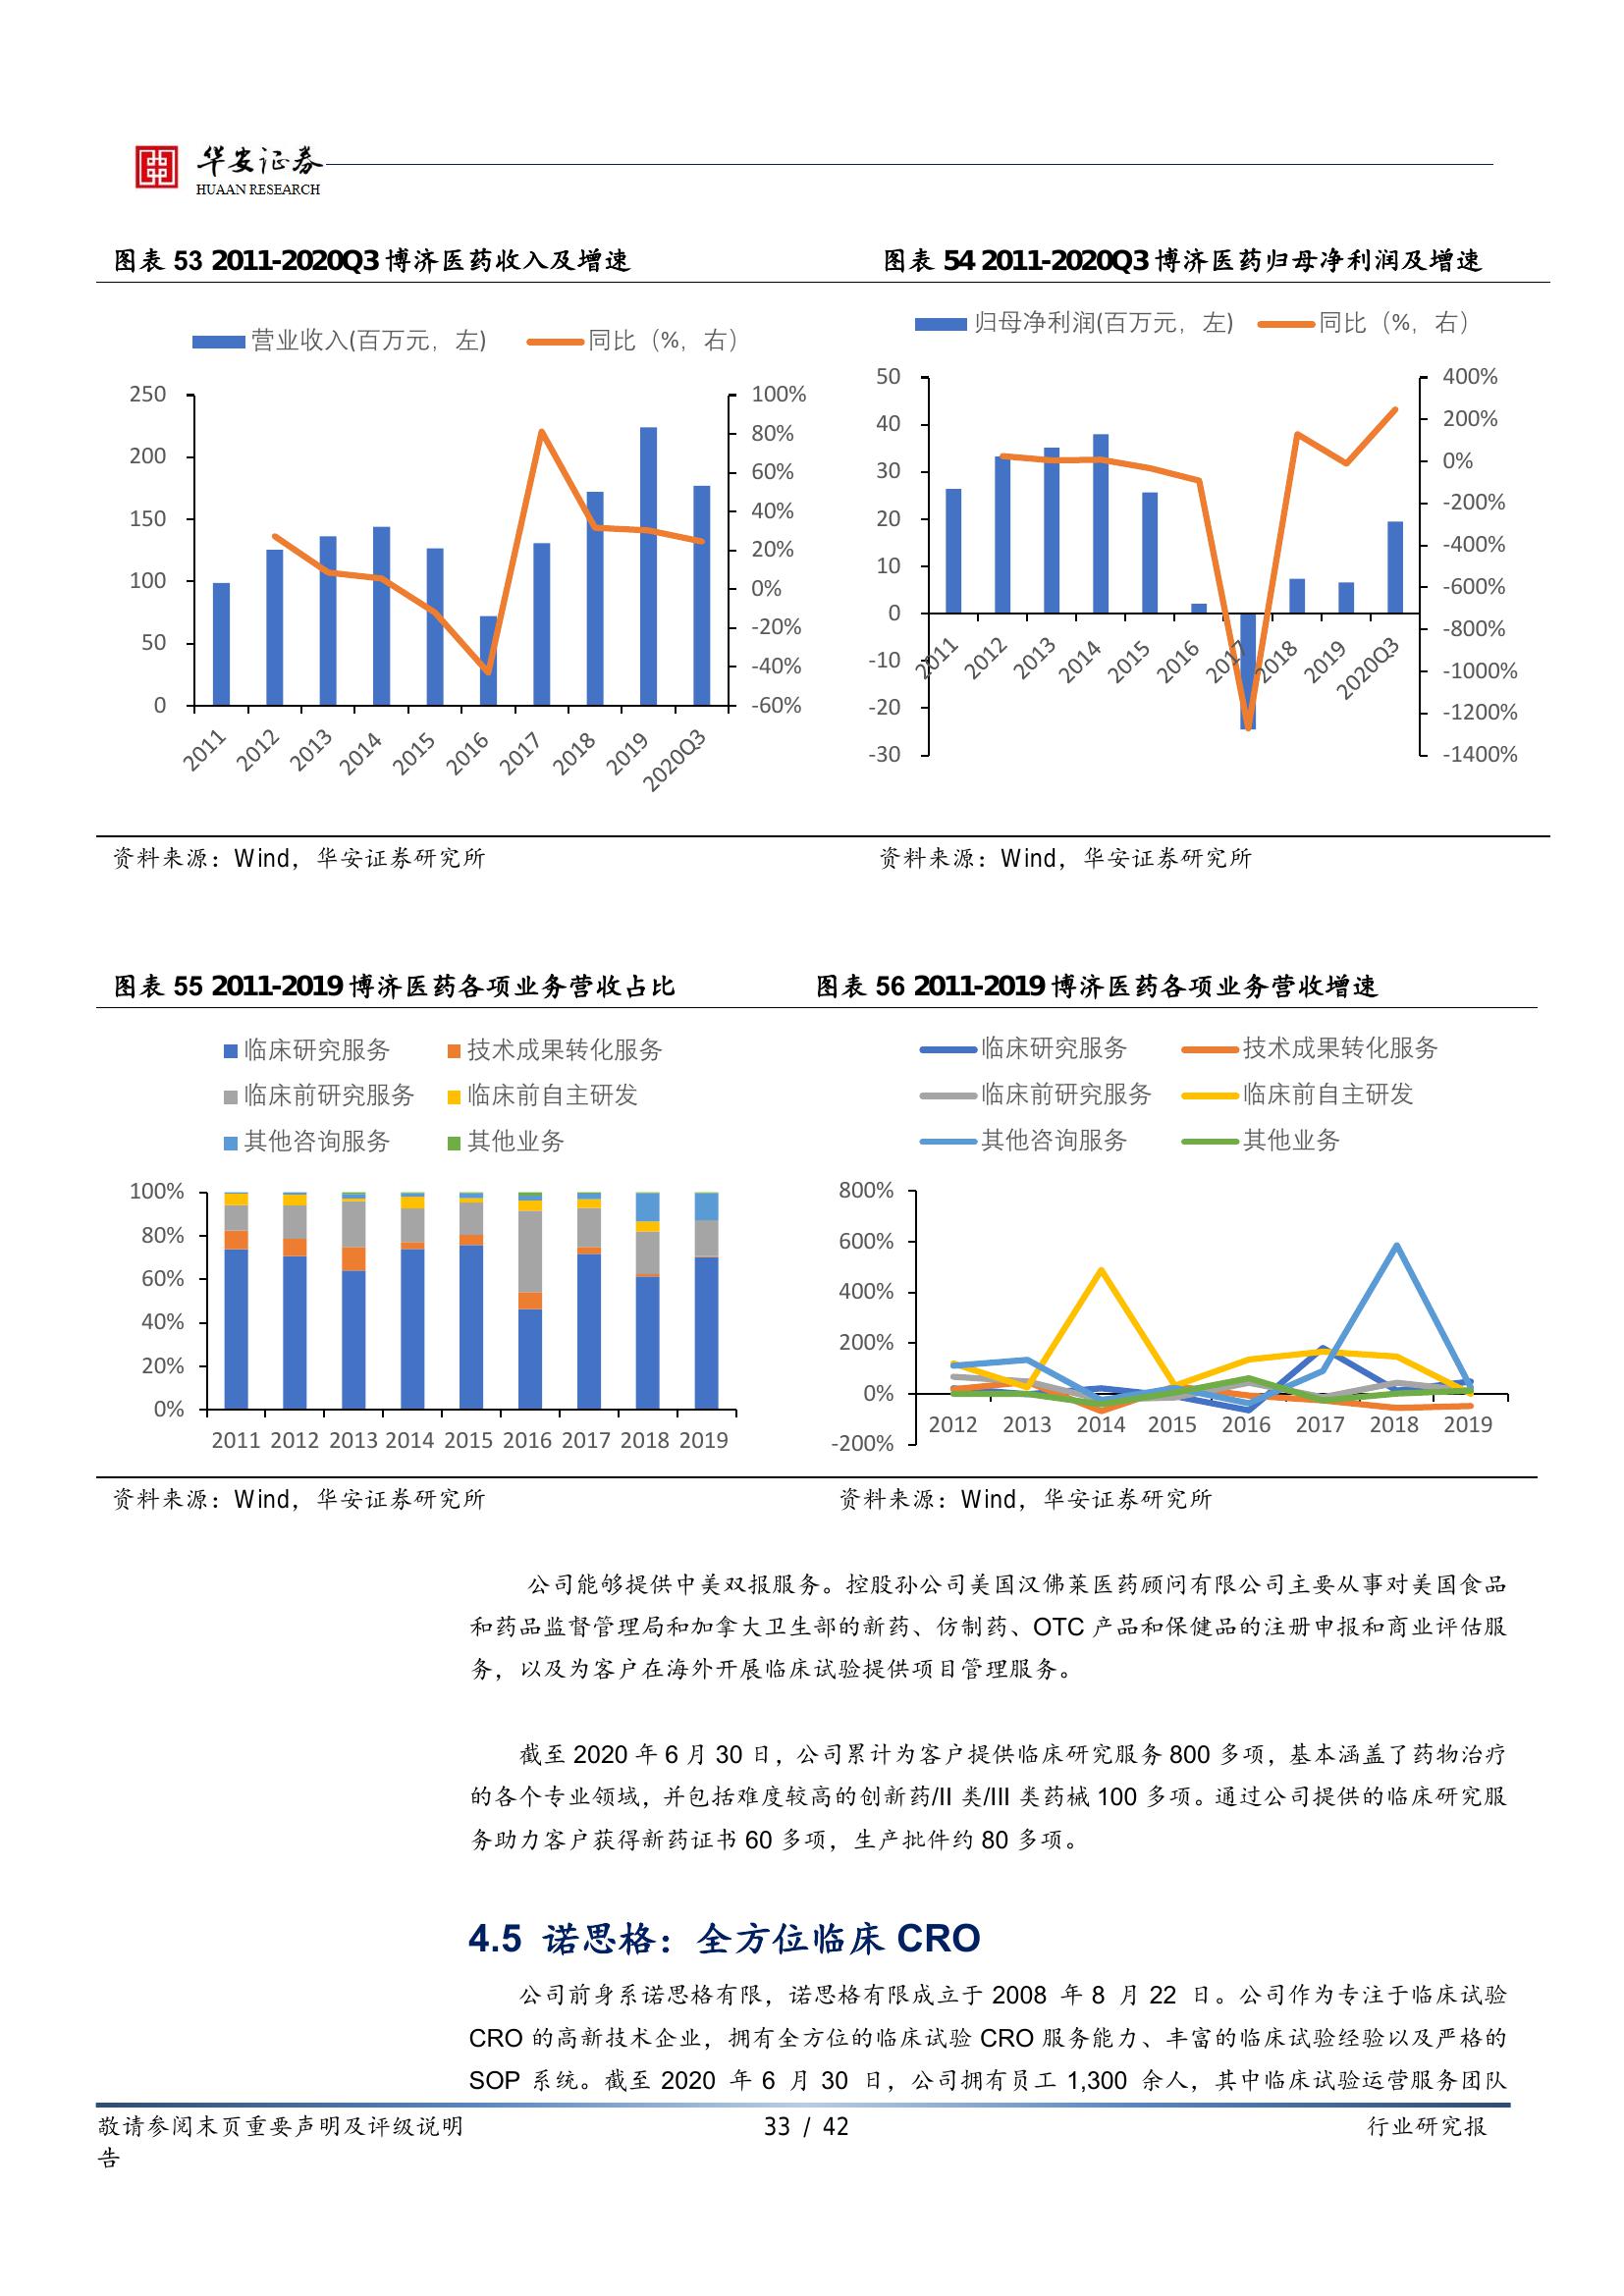 华安证券
HUAAN RESEARCH
图表 53 2011-2020Q3 博济医药收入及增速
图表 54 2011-2020Q3 博济医药归母净利润及增速
营业收入(百万元，左) 同比（%，右）
250
200
150
100
50
0
100%
80%
60%
40%
20%
0%
-20%
-40%
-60%
2011 2012 2013 2014 2015 2016 2017 2018 2019 2020Q3
归母净利润(百万元，左) 同比（%，右）
50
40
30
20
10
0
-10
-20
-30
400%
200%
0%
-200%
-400%
-600%
-800%
-1000%
-1200%
-1400%
2011 2012 2013 2014 2015 2016 2017 2018 2019 2020Q3
资料来源：Wind，华安证券研究所
资料来源：Wind，华安证券研究所
图表 55 2011-2019 博济医药各项业务营收占比
图表 56 2011-2019 博济医药各项业务营收增速
临床研究服务 技术成果转化服务
临床前研究服务 临床前自主研发
其他咨询服务 其他业务
100%
80%
60%
40%
20%
0%
2011 2012 2013 2014 2015 2016 2017 2018 2019
临床研究服务 技术成果转化服务
临床前研究服务 临床前自主研发
其他咨询服务 其他业务
800%
600%
400%
200%
0%
-200%
2012 2013 2014 2015 2016 2017 2018 2019
资料来源：Wind，华安证券研究所
资料来源：Wind，华安证券研究所
公司能够提供中美双报服务。控股孙公司美国汉佛莱医药顾问有限公司主要从事对美国食品
和药品监督管理局和加拿大卫生部的新药、仿制药、OTC 产品和保健品的注册申报和商业评估服
务，以及为客户在海外开展临床试验提供项目管理服务。
截至 2020 年 6 月 30 日，公司累计为客户提供临床研究服务 800 多项，基本涵盖了药物治疗
的各个专业领域，并包括难度较高的创新药/II 类/III 类药械 100 多项。通过公司提供的临床研究服
务助力客户获得新药证书 60 多项，生产批件约 80 多项。
4.5 诺思格：全方位临床 CRO
公司前身系诺思格有限，诺思格有限成立于 2008 年 8 月 22 日。公司作为专注于临床试验
CRO 的高新技术企业，拥有全方位的临床试验 CRO 服务能力、丰富的临床试验经验以及严格的
SOP 系统。截至 2020 年 6 月 30 日，公司拥有员工 1,300 余人，其中临床试验运营服务团队
敬请参阅末页重要声明及评级说明 33 / 42 行业研究报
告